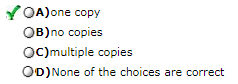 A)one copy
B)no copies
C)multiple copies
D)None of the choices are correct